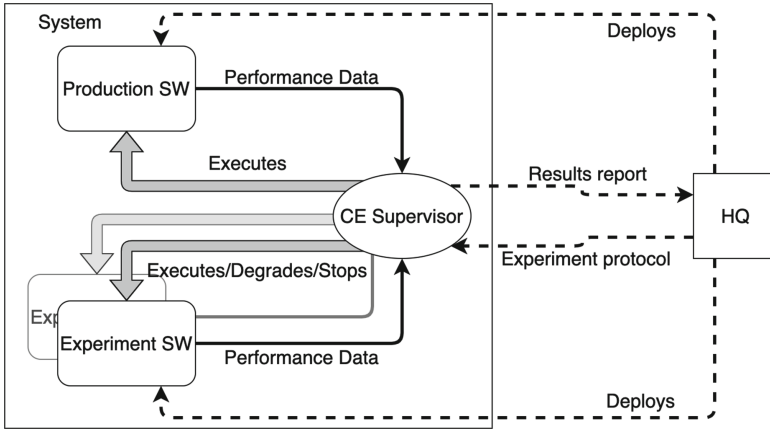 System
Deploys
Production SW
Performance Data
Executes
Results report
CE Supervisor
HQ
Experiment protocol
Executes/Degrades/Stops
Exp
Experiment SW
Performance Data
Deploys